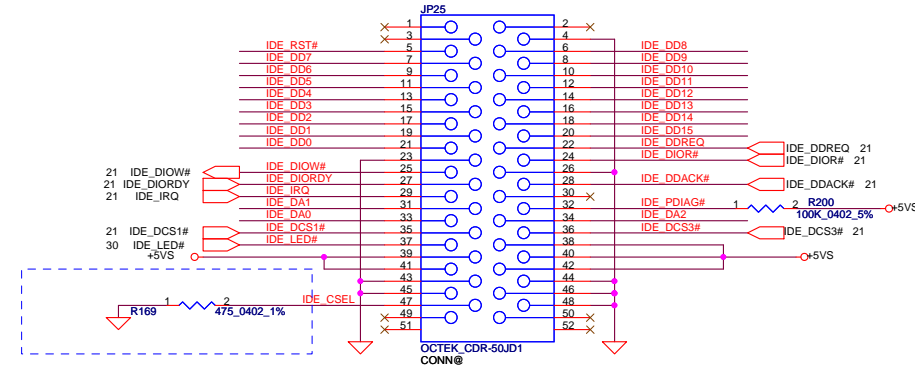 JP25
1 2
3 4
IDE_RST# 5 6 IDE_DD8
IDE_DD7 7 8 IDE_DD9
IDE_DD6 9 10 IDE_DD10
IDE_DD5 11 12 IDE_DD11
IDE_DD4 13 14 IDE_DD12
IDE_DD3 15 16 IDE_DD13
IDE_DD2 17 18 IDE_DD14
IDE_DD1 19 20 IDE_DD15
IDE_DD0 21 22 IDE_DDREQ IDE_DDREQ 21
23 24 IDE_DIOR# IDE_DIOR# 21
21 IDE_DIOW# IDE_DIOW# 25 26
21 IDE_DIORDY IDE_DIORDY 27 28 IDE_DDACK# IDE_DDACK# 21
21 IDE_IRQ IDE_IRQ 29 30
IDE_DA1 31 32 IDE_PDIAG# 1 2 R200 +5VS
100K_0402_5%
IDE_DA0 33 34 IDE_DA2
21 IDE_DCS1# IDE_DCS1# 35 36 IDE_DCS3# IDE_DCS3# 21
30 IDE_LED# IDE_LED# 37 38
+5VS 39 40 +5VS
41 42
43 44
45 46
R169 1 2 475_0402_1% IDE_CSEL 47 48
49 50
51 52
OCTEK_CDR-50JD1
CONN@